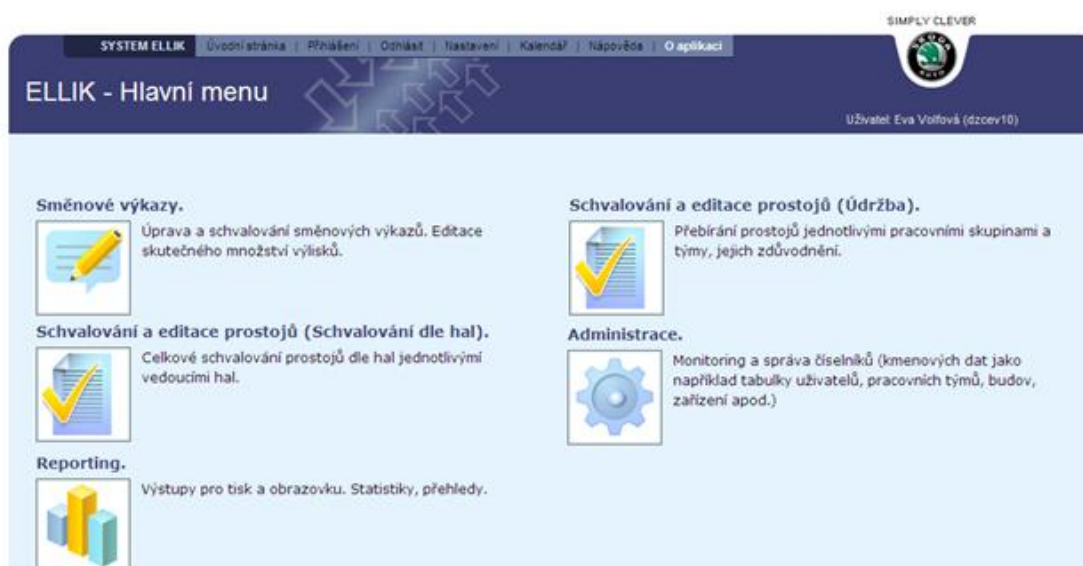 SIMPLY CLEVER
SYSTEM ELLIK | Úvodní stránka | Přihlášení | Odhlásit | Nastavení | Kalendář | Nápověda | O aplikaci
ŠKODA
AUTO
ELLIK - Hlavní menu
Uživatel: Eva Volfová (dzcev10)
Směnové výkazy.
Úprava a schvalování směnových výkazů. Editace
skutečného množství výlisků.
Schvalování a editace prostojů (Schvalování dle hal).
Celkové schvalování prostojů dle hal jednotlivými
vedoucími hal.
Reporting.
Výstupy pro tisk a obrazovku. Statistiky, přehledy.
Schvalování a editace prostojů (Údržba).
Přebírání prostojů jednotlivými pracovními skupinami a
týmy, jejich zdůvodnění.
Administrace.
Monitoring a správa číselníků (kmenových dat jako
například tabulky uživatelů, pracovních týmů, budov,
zařízení apod.)